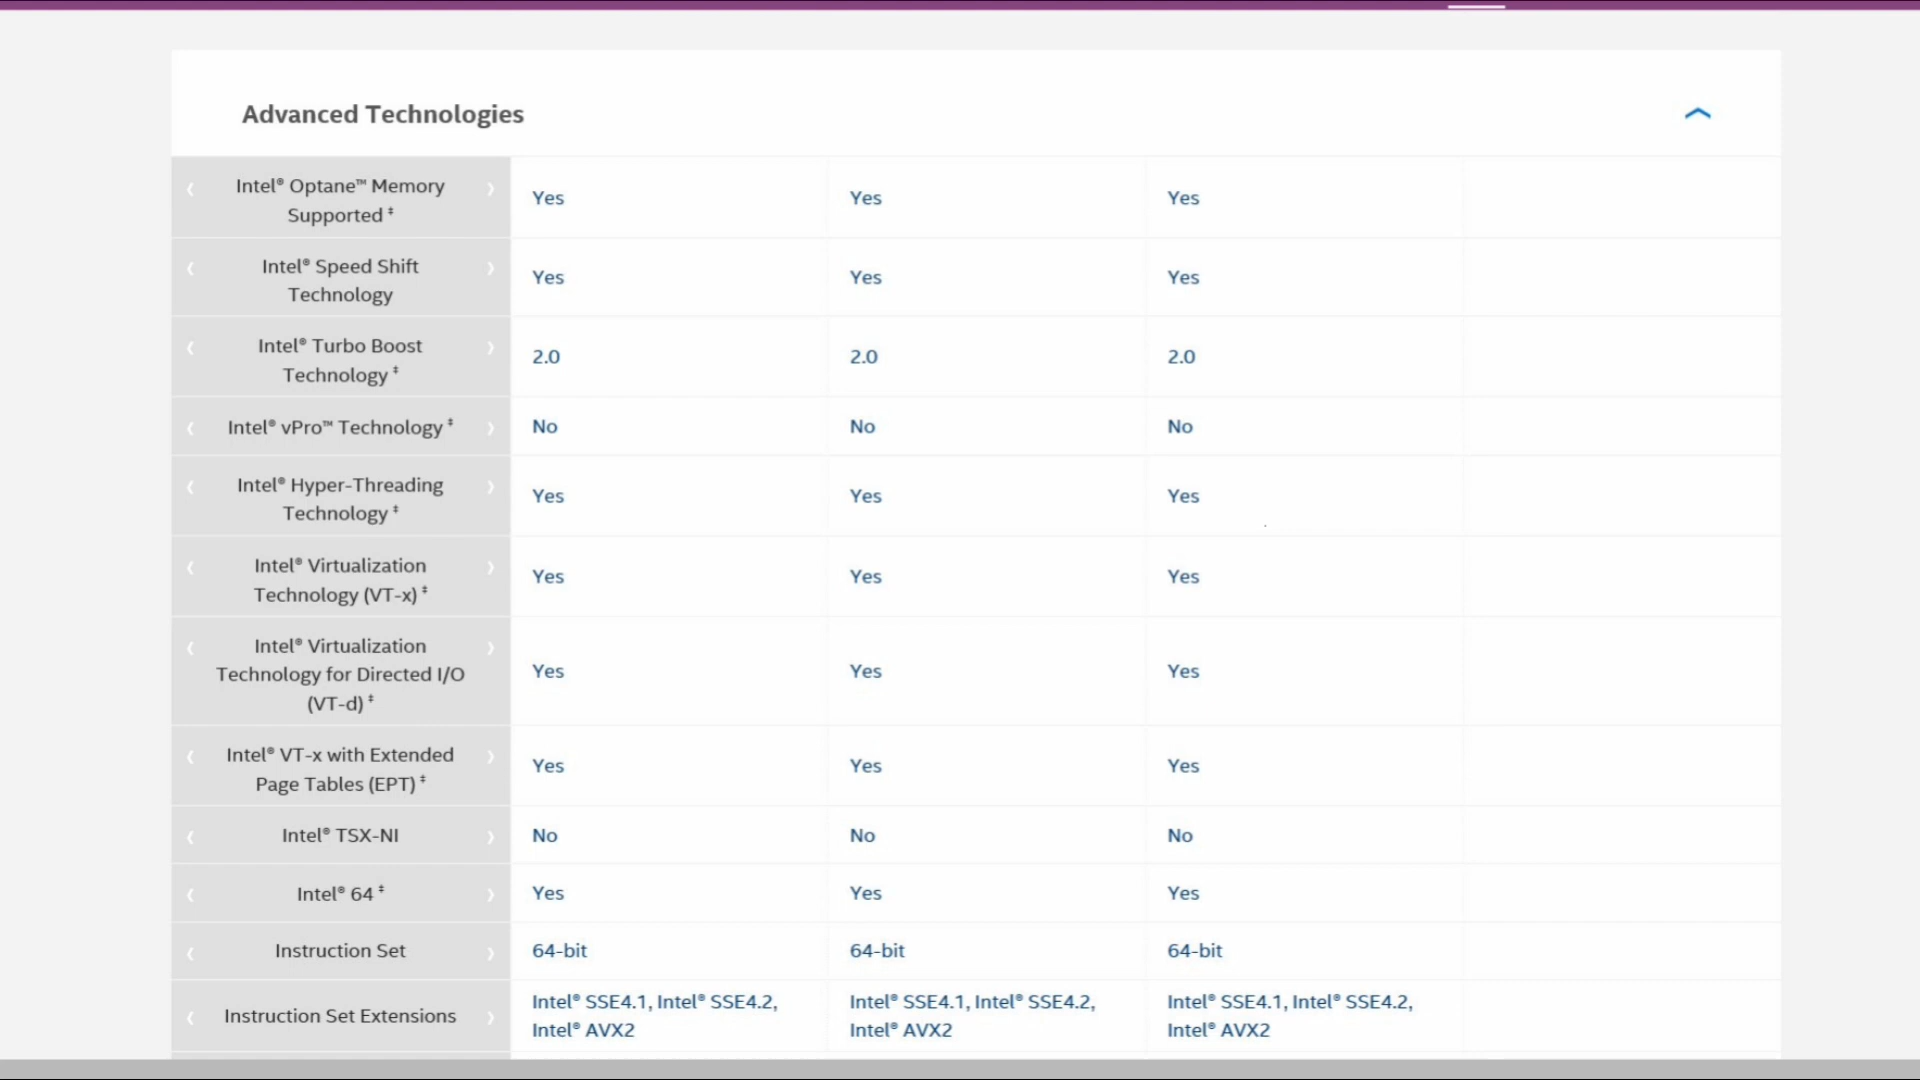 Advanced Technologies
Intel® Optane™ Memory
Supported ‡
Yes Yes Yes
Intel® Speed Shift
Technology
Yes Yes Yes
Intel® Turbo Boost
Technology ‡
2.0 2.0 2.0
Intel® vPro™ Technology ‡ No No No
Intel® Hyper-Threading
Technology ‡
Yes Yes Yes
Intel® Virtualization
Technology (VT-x) ‡
Yes Yes Yes
Intel® Virtualization
Technology for Directed I/O
(VT-d) ‡
Yes Yes Yes
Intel® VT-x with Extended
Page Tables (EPT) ‡
Yes Yes Yes
Intel® TSX-NI No No No
Intel® 64 ‡ Yes Yes Yes
Instruction Set 64-bit 64-bit 64-bit
Instruction Set Extensions
Intel® SSE4.1, Intel® SSE4.2, Intel® SSE4.1, Intel® SSE4.2, Intel® SSE4.1, Intel® SSE4.2,
Intel® AVX2 Intel® AVX2 Intel® AVX2